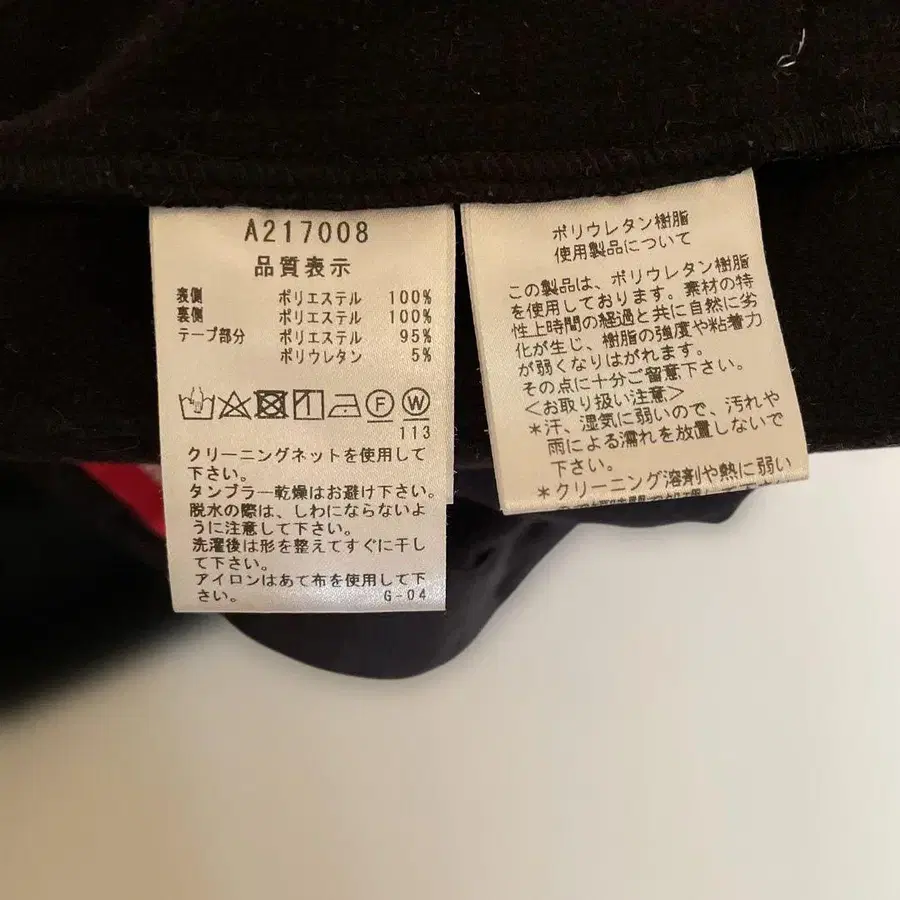 A217008
品質表示
表側 ポリエステル 100%
裏側 ポリエステル 100%
テープ部分 ポリエステル 95%
ポリウレタン 5%
F W
113
クリーニングネットを使用して
下さい。
タンブラー乾燥はお避け下さい。
脱水の際は、しわにならないよ
うに注意して下さい。
洗濯後は形を整えてすぐに干し
て下さい。
アイロンはあて布を使用して下
さい。 G-04
ポリウレタン樹脂
使用製品について
この製品は、ポリウレタン樹脂
を使用しております。素材の特
性上時間の経過と共に自然に劣
化が生じ、樹脂の強度や粘着力
が弱くなりはがれます。
その点に十分ご留意下さい。
<お取り扱い注意>
*汗、湿気に弱いので、汚れや
雨による濡れを放置しないで
下さい。
*クリーニング溶剤や熱に弱い